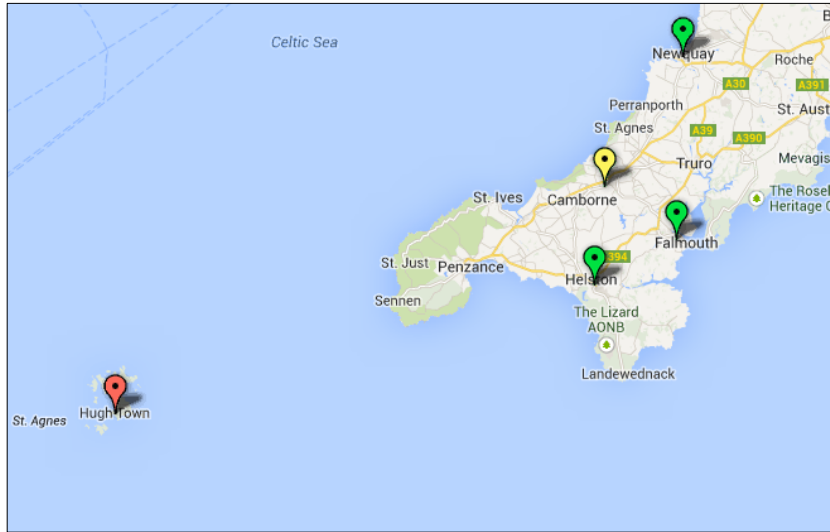 Celtic Sea
B
Newquay
Roche
A30
A391
Perranporth
St. Aust
St. Agnes
A39
A390
Truro
Mevagis
Camborne
St. Ives
The Rosel
Heritage C
Falmouth
St. Just
Penzance
394
Helston
Sennen
The Lizard
AONB
Landewednack
Hugh Town
St. Agnes